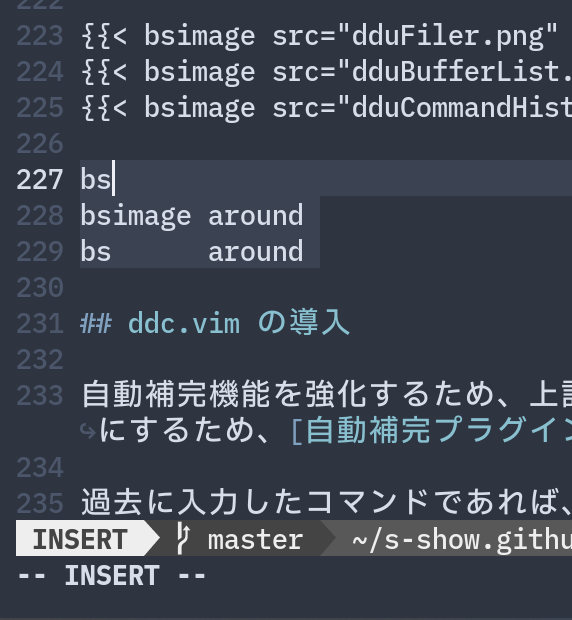 222
223 {{< bsimage src="dduFiler.png"
224 {{< bsimage src="dduBufferList.
225 {{< bsimage src="dduCommandHist
226
227 bs
228 bsimage around
229 bs around
230
231 ## ddc.vim の導入
232
233 自動補完機能を強化するため、上記
↪にするため、[自動補完プラグイン
234
235 過去に入力したコマンドであれば、
INSERT master ~/s-show.githu
-- INSERT --